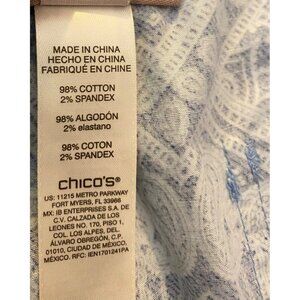 MADE IN CHINA
HECHO EN CHINA
FABRIQUÉ EN CHINE
98% COTTON
2% SPANDEX
98% ALGODÓN
2% elastano
98% COTON
2% SPANDEX
chico's®
US: 11215 METRO PARKWAY
FORT MYERS, FL 33966
MX: IB ENTERPRISES S.A. DE
C.V. CALZADA DE LOS
LEONES NO. 170, PISO 1,
COL. LOS ALPES, DEL.
ÁLVARO OBREGÓN, C.P.
01010, CIUDAD DE MÉXICO,
MÉXICO. RFC: IEN1701241PA